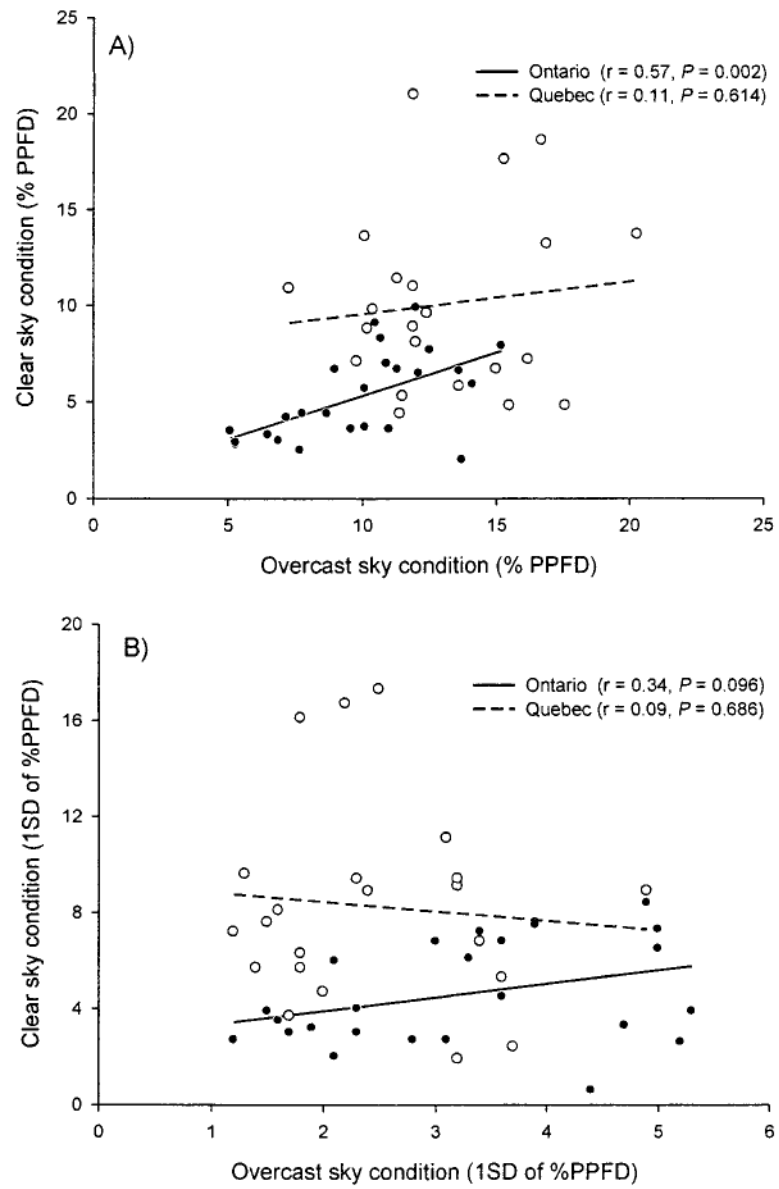 A)
Ontario (r = 0.57, P = 0.002)
Quebec (r = 0.11, P = 0.614)
25
20
15
10
5
0
Clear sky condition (% PPFD)
0 5 10 15 20 25
Overcast sky condition (% PPFD)
B)
Ontario (r = 0.34, P = 0.096)
Quebec (r = 0.09, P = 0.686)
20
16
12
8
4
0
Clear sky condition (1SD of %PPFD)
0 1 2 3 4 5 6
Overcast sky condition (1SD of %PPFD)